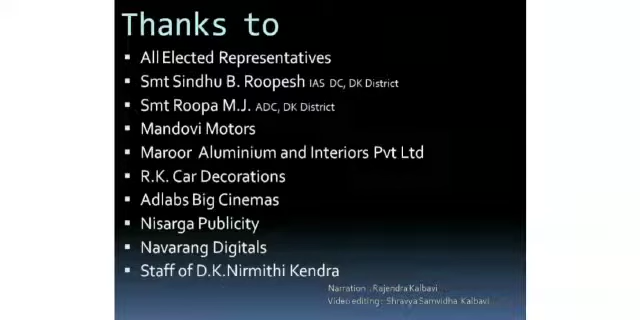 Thanks to
▪ All Elected Representatives
▪ Smt Sindhu B. Roopesh IAS DC, DK District
▪ Smt Roopa M.J. ADC, DK District
▪ Mandovi Motors
▪ Maroor Aluminium and Interiors Pvt Ltd
▪ R.K. Car Decorations
▪ Adlabs Big Cinemas
▪ Nisarga Publicity
▪ Navarang Digitals
▪ Staff of D.K.Nirmithi Kendra
Narration : Rajendra Kalbavi
Video editing : Shravya Samvidha Kalbavi